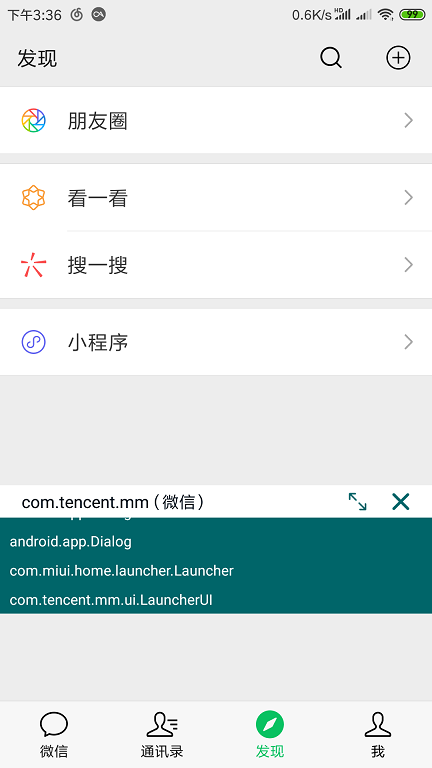 下午3:36
0.6K/s HD 99
发现
朋友圈
看一看
搜一搜
小程序
com.tencent.mm (微信)
android.app.Dialog
com.miui.home.launcher.Launcher
com.tencent.mm.ui.LauncherUI
微信 通讯录 发现 我